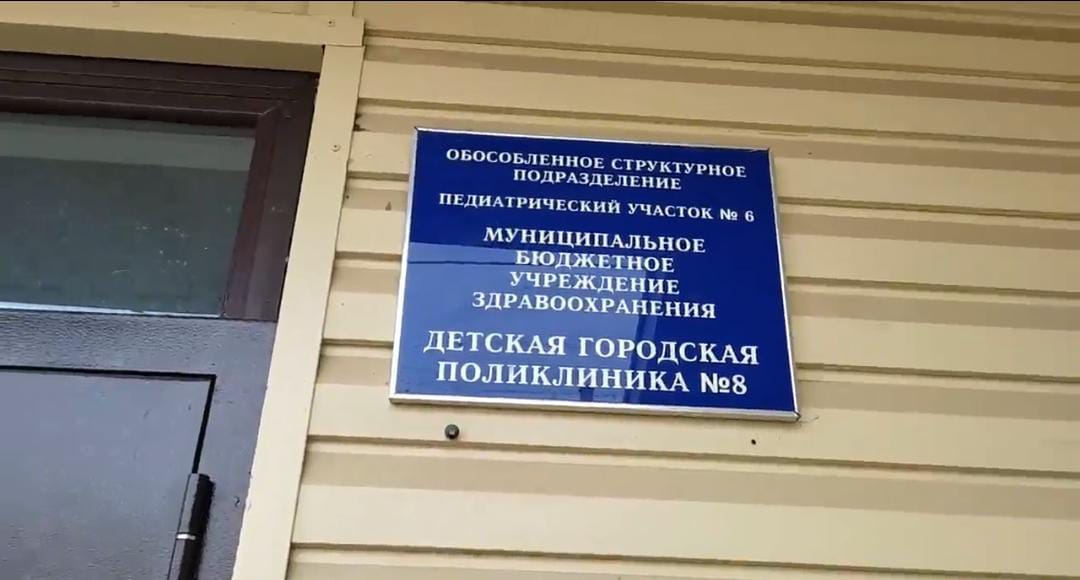 ОБОСОБЛЕННОЕ СТРУКТУРНОЕ
ПОДРАЗДЕЛЕНИЕ
ПЕДИАТРИЧЕСКИЙ УЧАСТОК № 6
МУНИЦИПАЛЬНОЕ
БЮДЖЕТНОЕ
УЧРЕЖДЕНИЕ
ЗДРАВООХРАНЕНИЯ
ДЕТСКАЯ ГОРОДСКАЯ
ПОЛИКЛИНИКА №8